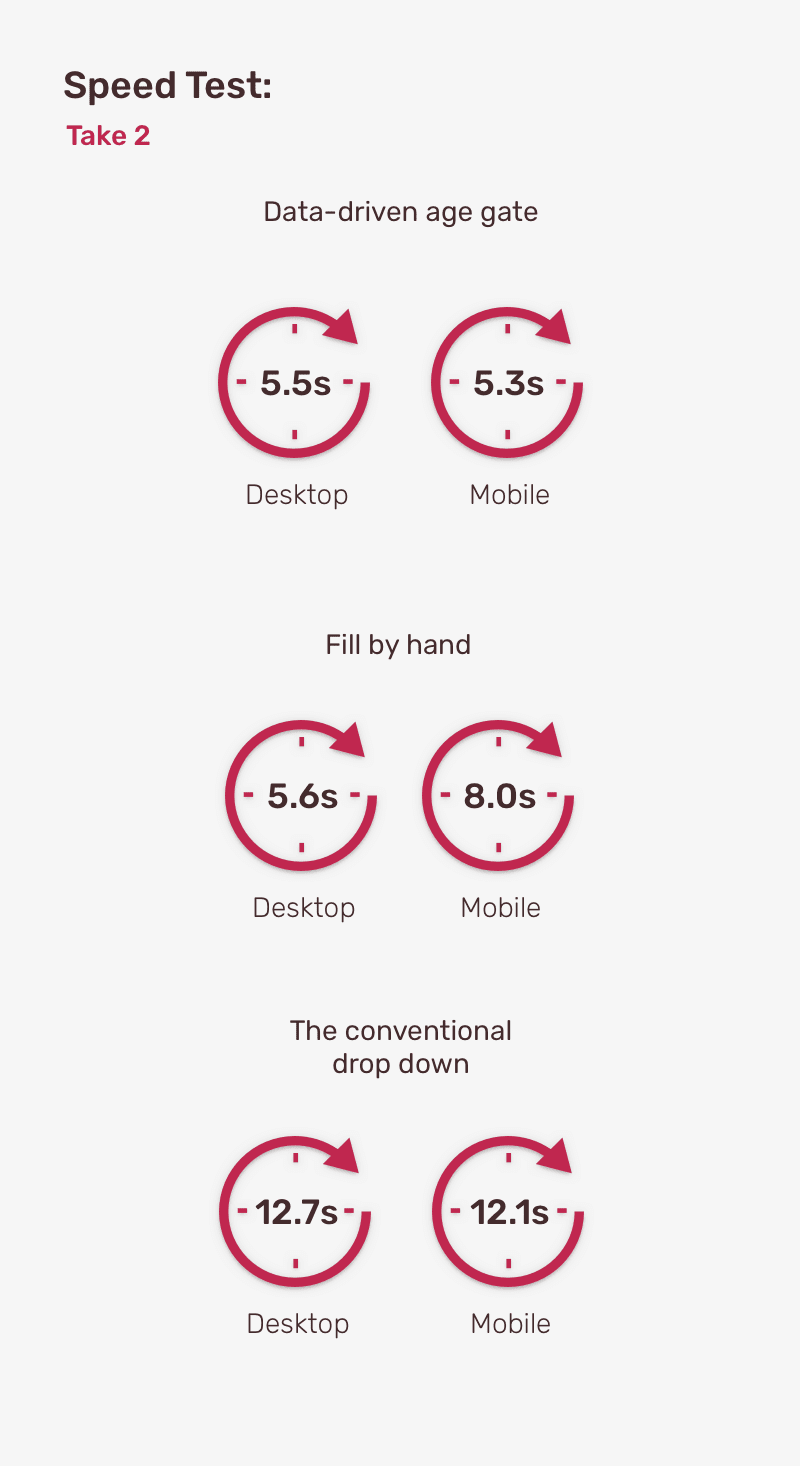 Speed Test:
Take 2
Data-driven age gate
5.5s
5.3s
Desktop
Mobile
Fill by hand
5.6s
8.0s
Desktop
Mobile
The conventional
drop down
12.7s
12.1s
Desktop
Mobile